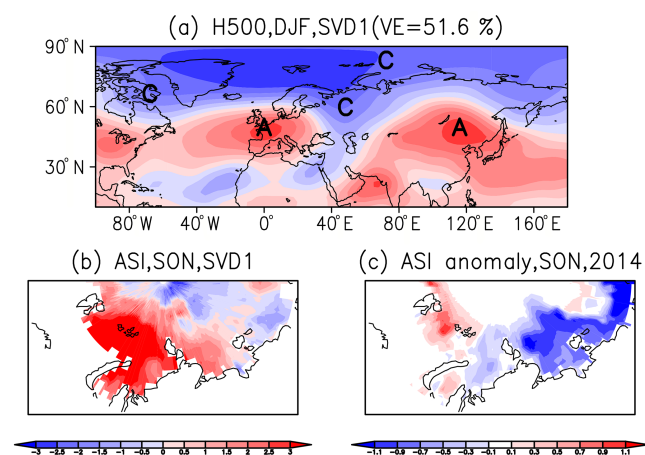 (a) H500,DJF,SVD1(VE=51.6 %)
90°N
60°N
30°N
C
C
C
A
A
80°W 40°W 0° 40°E 80°E 120°E 160°E
(b) ASI,SON,SVD1
(c) ASI anomaly,SON,2014
-3 -2.5 -2 -1.5 -1 -0.5 0.5 1 1.5 2 2.5 3
-1.1 -0.9 -0.7 -0.5 -0.3 -0.1 0.1 0.3 0.5 0.7 0.9 1.1